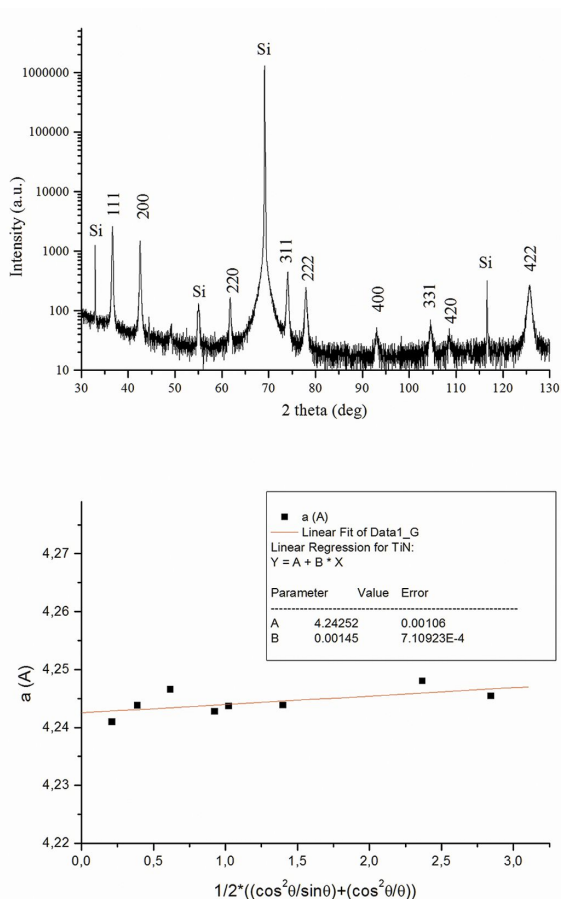 Si
Si
111
200
Si
220
311
222
400
331
420
Si
422
1000000
100000
10000
1000
100
10
Intensity (a.u.)
30 40 50 60 70 80 90 100 110 120 130
2 theta (deg)
a (A)
Linear Fit of Data1_G
Linear Regression for TiN:
Y = A + B * X
Parameter Value Error
------------------------------------------------------------
A 4.24252 0.00106
B 0.00145 7.10923E-4
4,27
4,26
4,25
4,24
4,23
4,22
a (A)
0,0 0,5 1,0 1,5 2,0 2,5 3,0
1/2*((cos²θ/sinθ)+(cos²θ/θ))